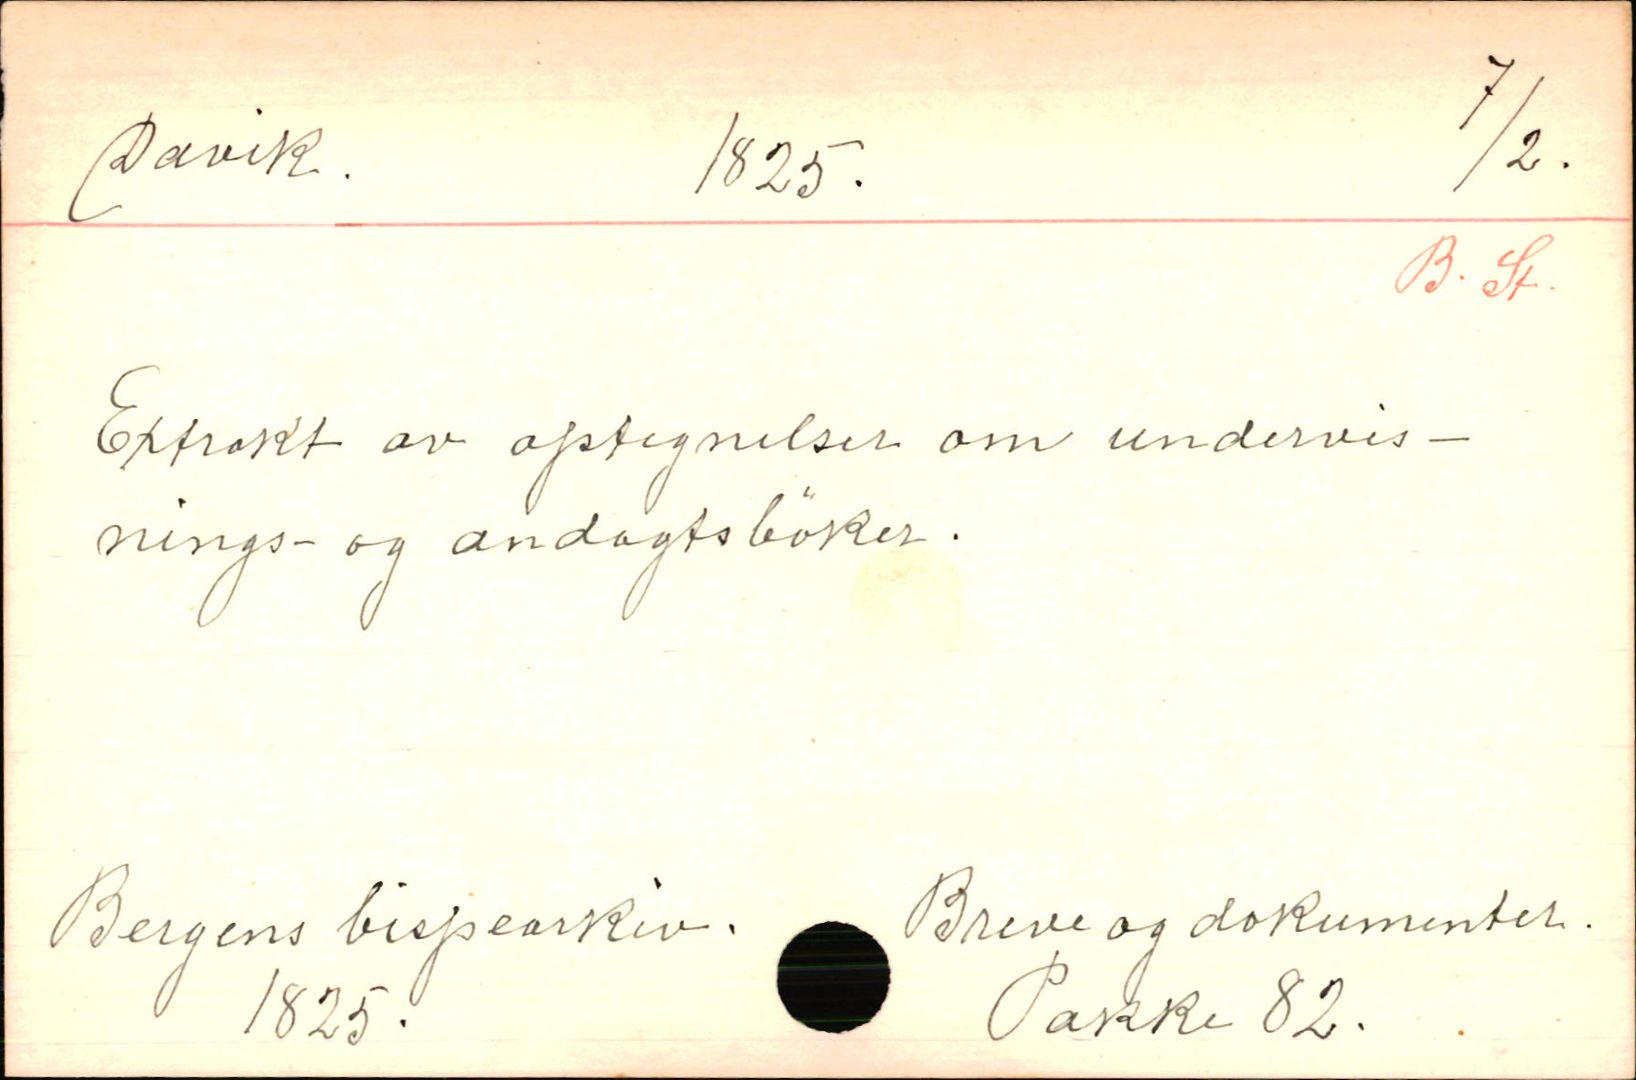 Davik. 1825. 7/2.
B. St.
Extrakt av optegnelser om undervis-
nings- og andagtsböker.
Bergens bispearkiv. Breve og dokumenter.
1825. Pakke 82.